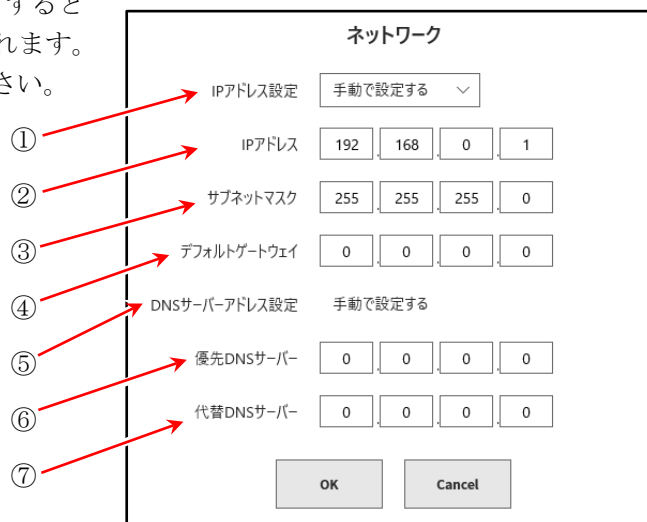 すると
れます。
さい。
ネットワーク
① IPアドレス設定 手動で設定する
② IPアドレス 192 . 168 . 0 . 1
③ サブネットマスク 255 . 255 . 255 . 0
④ デフォルトゲートウェイ 0 . 0 . 0 . 0
⑤ DNSサーバーアドレス設定 手動で設定する
⑥ 優先DNSサーバー 0 . 0 . 0 . 0
⑦ 代替DNSサーバー 0 . 0 . 0 . 0
OK Cancel